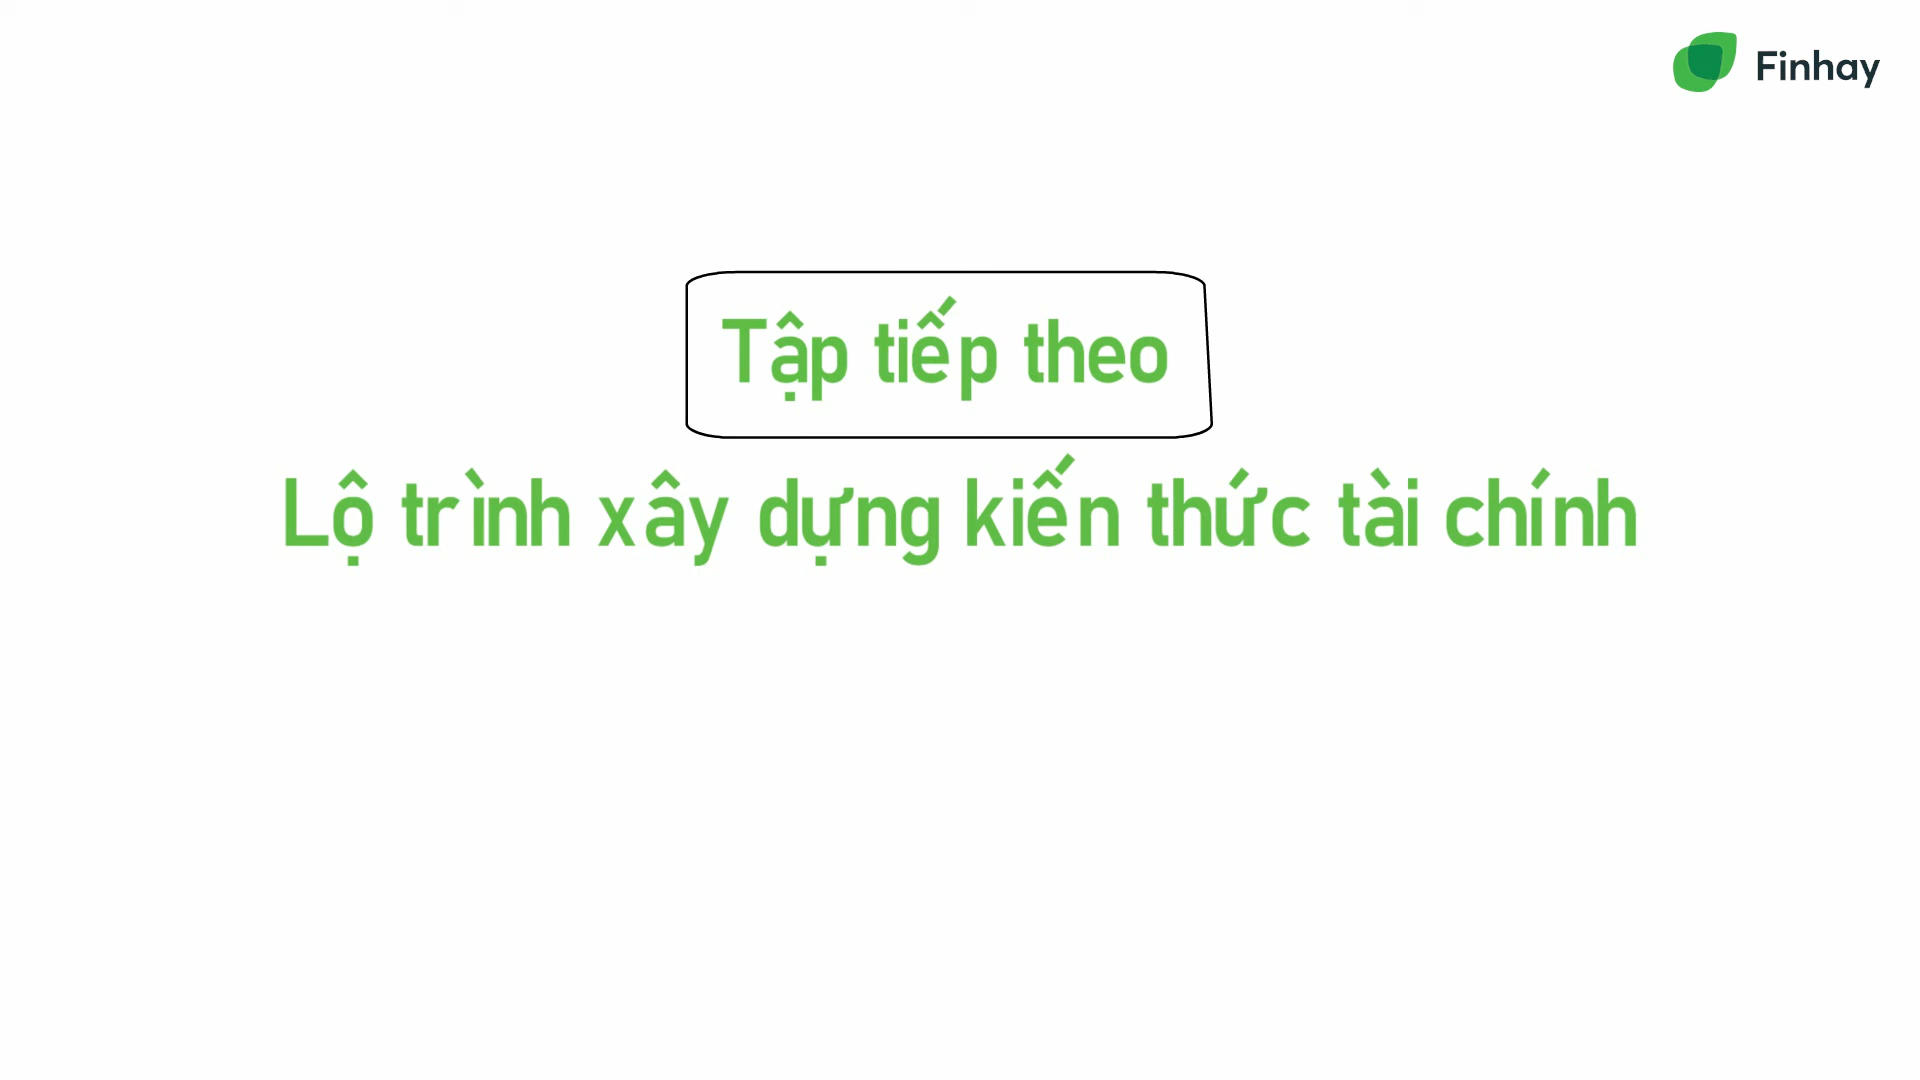 Finhay
Tập tiếp theo
Lộ trình xây dựng kiến thức tài chính